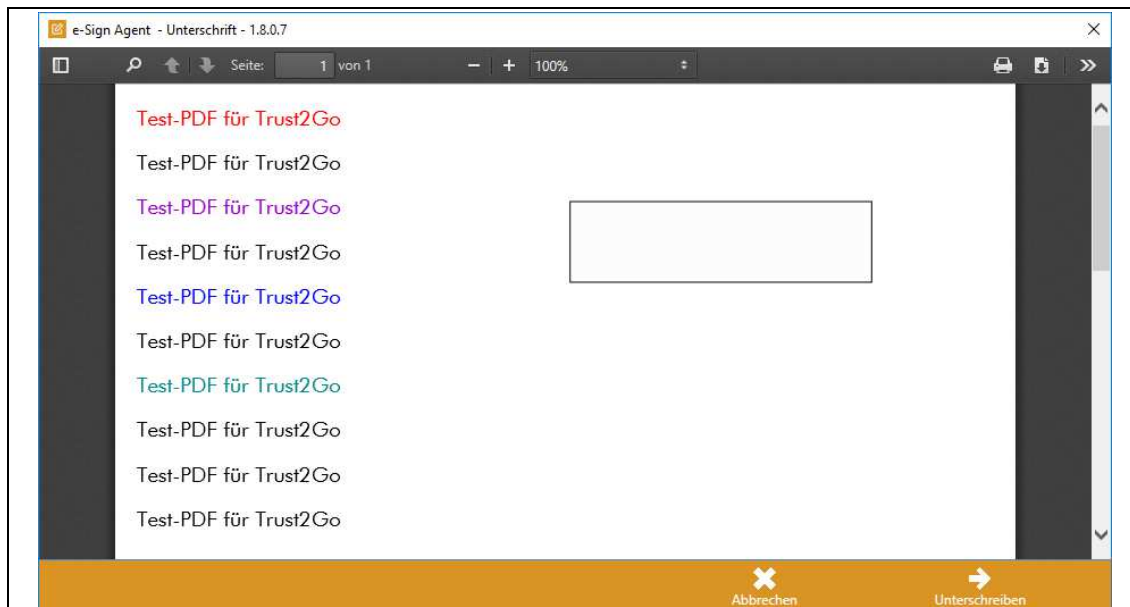 e-Sign Agent - Unterschrift - 1.8.0.7
Seite: 1 von 1 100%
Test-PDF für Trust2Go
Test-PDF für Trust2Go
Test-PDF für Trust2Go
Test-PDF für Trust2Go
Test-PDF für Trust2Go
Test-PDF für Trust2Go
Test-PDF für Trust2Go
Test-PDF für Trust2Go
Test-PDF für Trust2Go
Test-PDF für Trust2Go
Abbrechen Unterschreiben